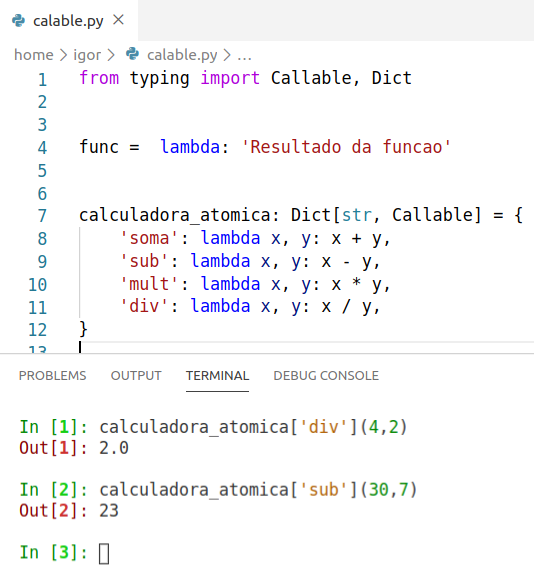 calable.py ×
home > igor > calable.py > ...
1 from typing import Callable, Dict
2
3
4 func =  lambda: 'Resultado da funcao'
5
6
7 calculadora_atomica: Dict[str, Callable] = {
8     'soma': lambda x, y: x + y,
9     'sub': lambda x, y: x - y,
10     'mult': lambda x, y: x * y,
11     'div': lambda x, y: x / y,
12 }
13
PROBLEMS OUTPUT TERMINAL DEBUG CONSOLE
In [1]: calculadora_atomica['div'](4,2)
Out[1]: 2.0
In [2]: calculadora_atomica['sub'](30,7)
Out[2]: 23
In [3]: